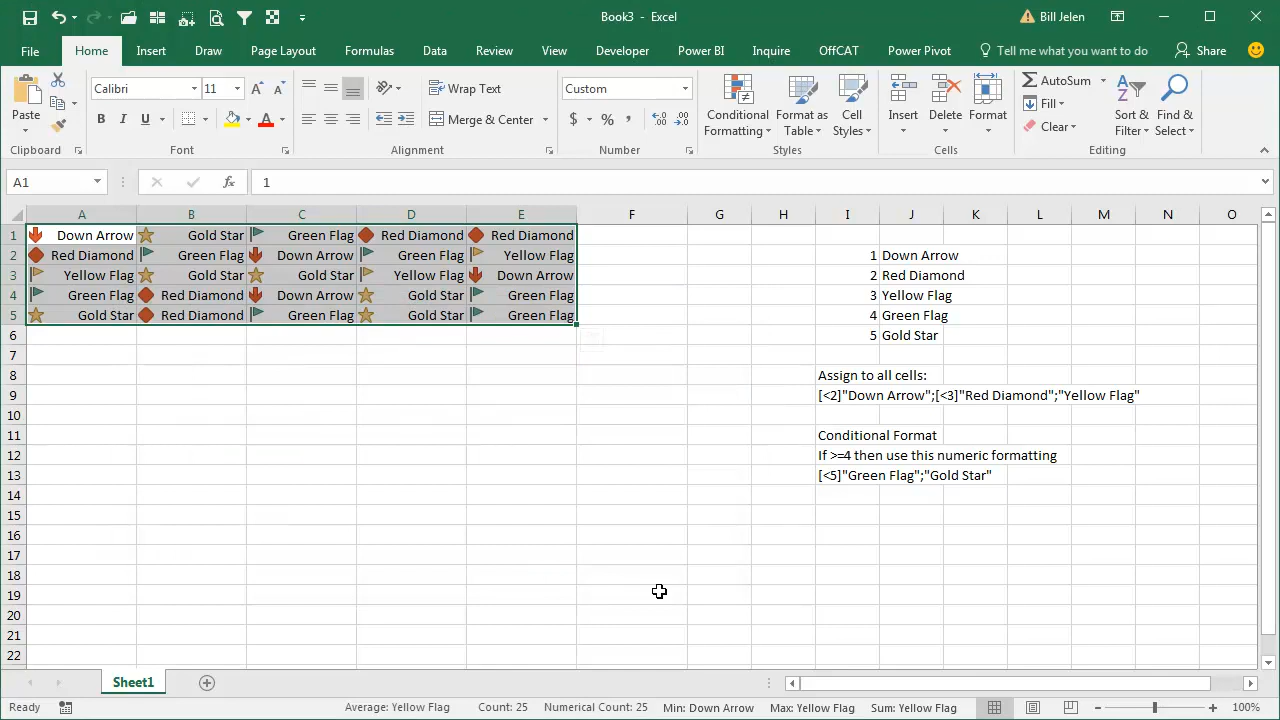 Book3 - Excel
Bill Jelen
File Home Insert Draw Page Layout Formulas Data Review View Developer Power BI Inquire OffCAT Power Pivot Tell me what you want to do Share
Paste
Clipboard
Calibri 11
B I U
Font
Wrap Text
Merge & Center
Alignment
Custom
$ % ,
Number
Conditional Formatting
Format as Table
Cell Styles
Styles
Insert Delete Format
Cells
AutoSum
Fill
Clear
Sort & Filter
Find & Select
Editing
A1 fx 1
A B C D E F G H I J K L M N O
1 Down Arrow Gold Star Green Flag Red Diamond Red Diamond
2 Red Diamond Green Flag Down Arrow Green Flag Yellow Flag 1 Down Arrow
3 Yellow Flag Gold Star Gold Star Yellow Flag Down Arrow 2 Red Diamond
4 Green Flag Red Diamond Down Arrow Gold Star Green Flag 3 Yellow Flag
5 Gold Star Red Diamond Green Flag Gold Star Green Flag 4 Green Flag
6 5 Gold Star
7
8 Assign to all cells:
9 [<2]"Down Arrow";[<3]"Red Diamond";"Yellow Flag"
10
11 Conditional Format
12 If >=4 then use this numeric formatting
13 [<5]"Green Flag";"Gold Star"
14
15
16
17
18
19
20
21
22
Sheet1
Ready Average: Yellow Flag Count: 25 Numerical Count: 25 Min: Down Arrow Max: Yellow Flag Sum: Yellow Flag 100%